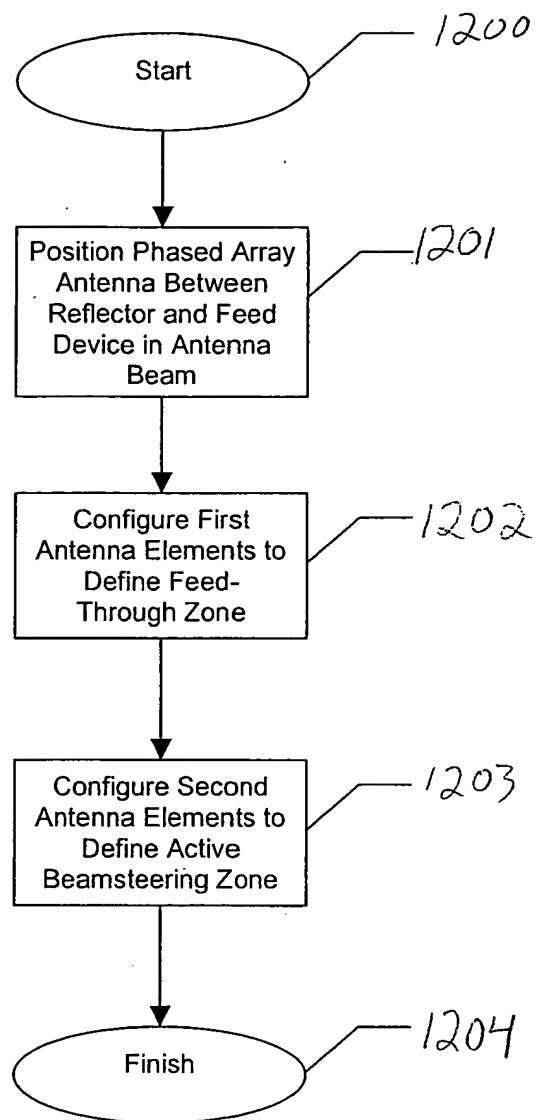 1200
Start
1201
Position Phased Array
Antenna Between
Reflector and Feed
Device in Antenna
Beam
1202
Configure First
Antenna Elements to
Define Feed-
Through Zone
1203
Configure Second
Antenna Elements to
Define Active
Beamsteering Zone
1204
Finish